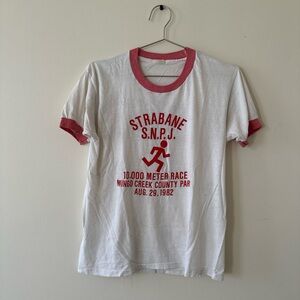 STRABANE
S.N.P.J.
10,000 METER RACE
MINGO CREEK COUNTY PAR
AUG. 29, 1982